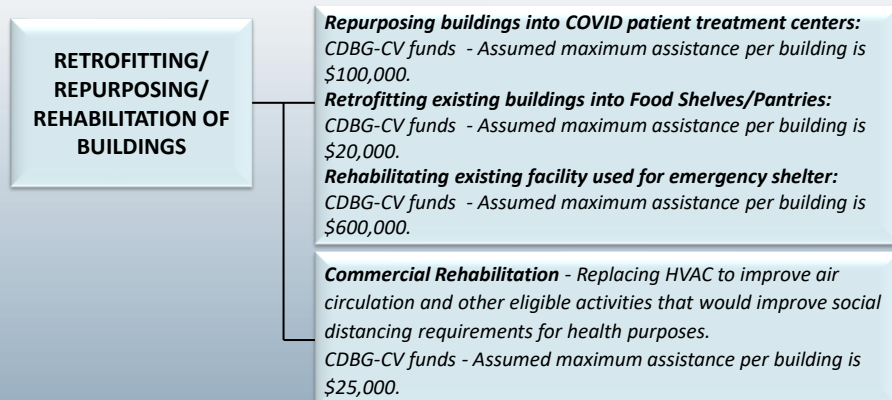 RETROFITTING/
REPURPOSING/
REHABILITATION OF
BUILDINGS
Repurposing buildings into COVID patient treatment centers:
CDBG-CV funds - Assumed maximum assistance per building is
$100,000.
Retrofitting existing buildings into Food Shelves/Pantries:
CDBG-CV funds - Assumed maximum assistance per building is
$20,000.
Rehabilitating existing facility used for emergency shelter:
CDBG-CV funds - Assumed maximum assistance per building is
$600,000.
Commercial Rehabilitation - Replacing HVAC to improve air
circulation and other eligible activities that would improve social
distancing requirements for health purposes.
CDBG-CV funds - Assumed maximum assistance per building is
$25,000.